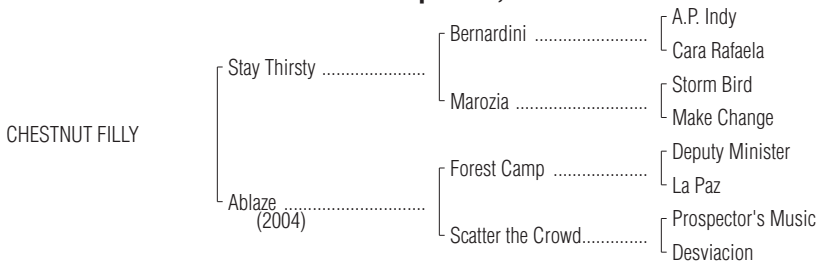 A.P. Indy
Bernardini ........................
Cara Rafaela
Stay Thirsty ......................
Storm Bird
Marozia ............................
Make Change
CHESTNUT FILLY
Deputy Minister
Forest Camp ....................
La Paz
Ablaze ..............................
(2004)
Prospector's Music
Scatter the Crowd..............
Desviacion